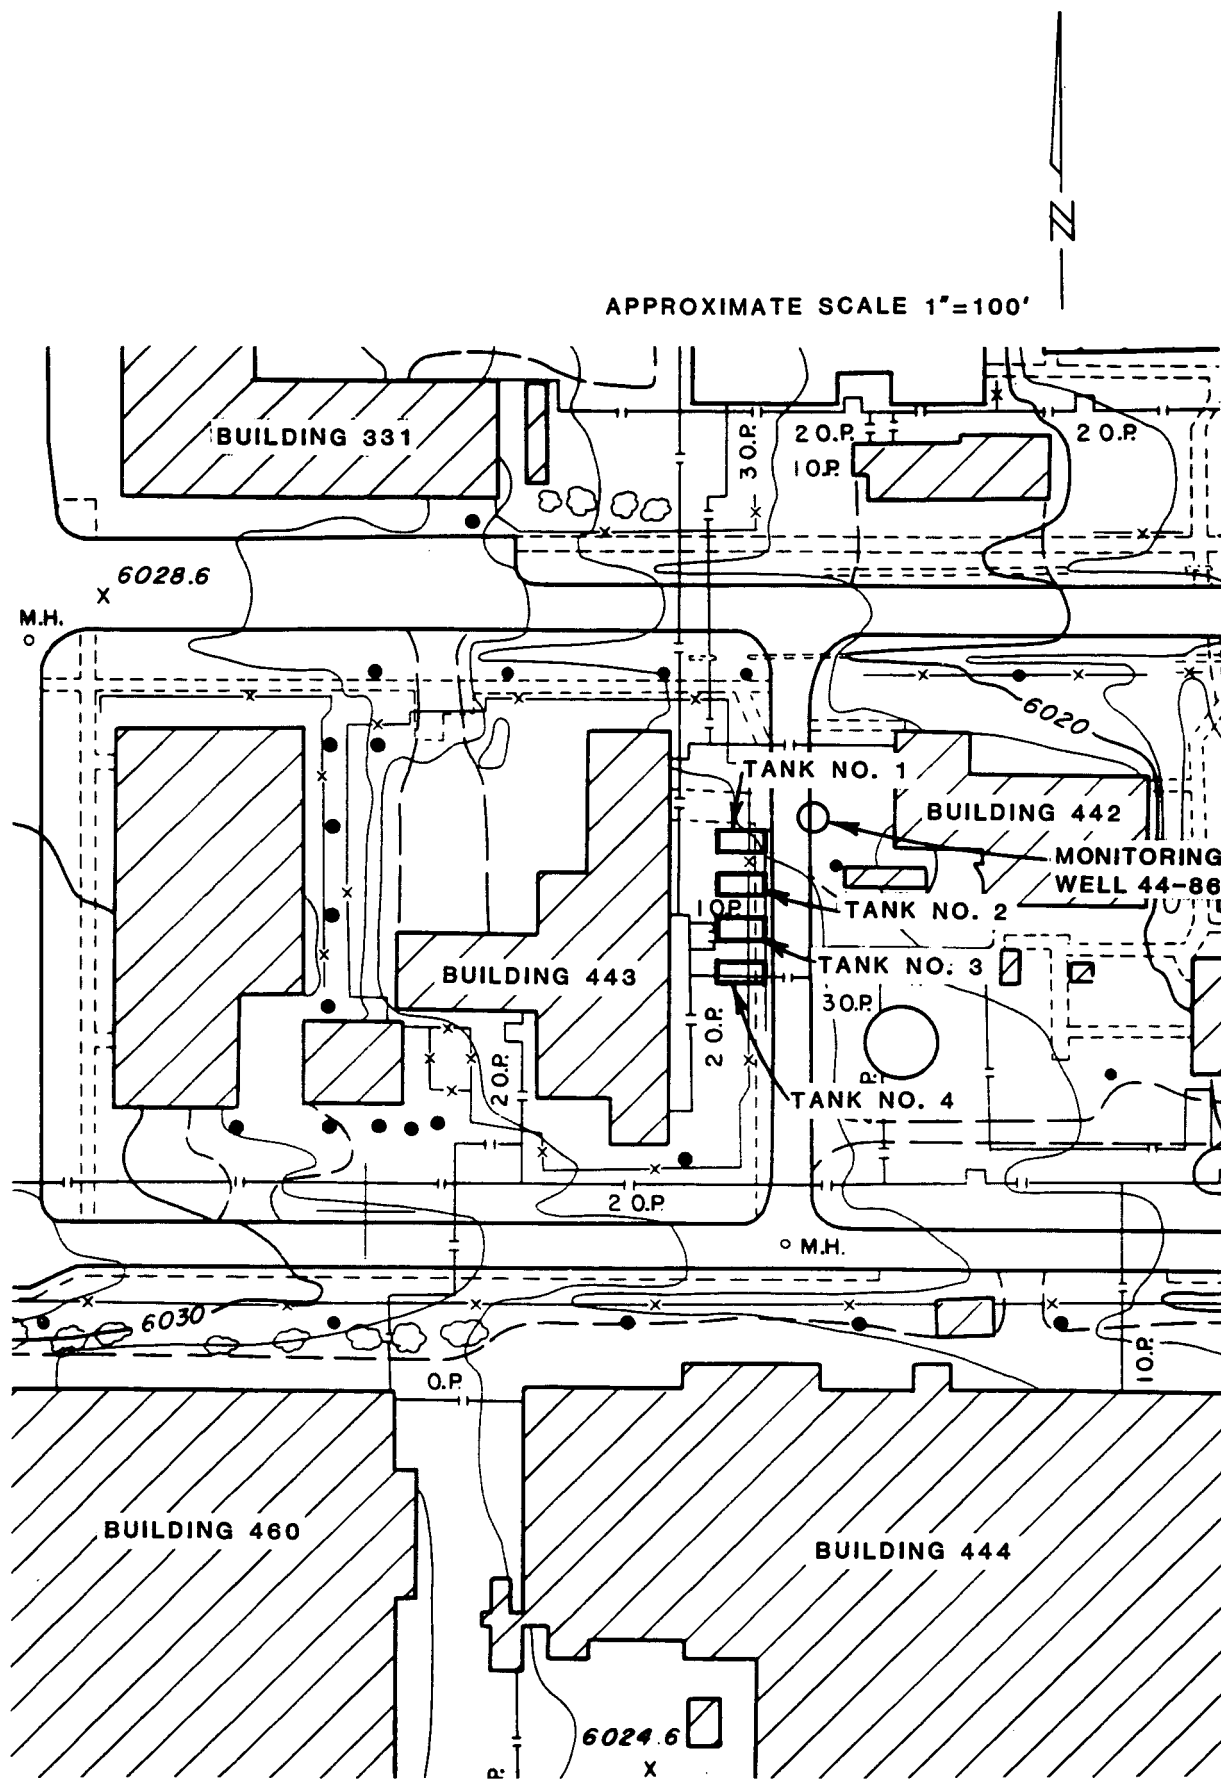 N
APPROXIMATE SCALE 1"=100'
BUILDING 331
3 O.P.
2 O.P.
2 O.P.
1 O.P.
6028.6
X
M.H.
6020
TANK NO. 1
BUILDING 442
MONITORING
WELL 44-86
TANK NO. 2
1 O.P.
TANK NO. 3
BUILDING 443
3 O.P.
2 O.P.
2 O.P.
P.
TANK NO. 4
2 O.P.
M.H.
6030
1 O.P.
O.P.
BUILDING 460
BUILDING 444
6024.6
X
P.